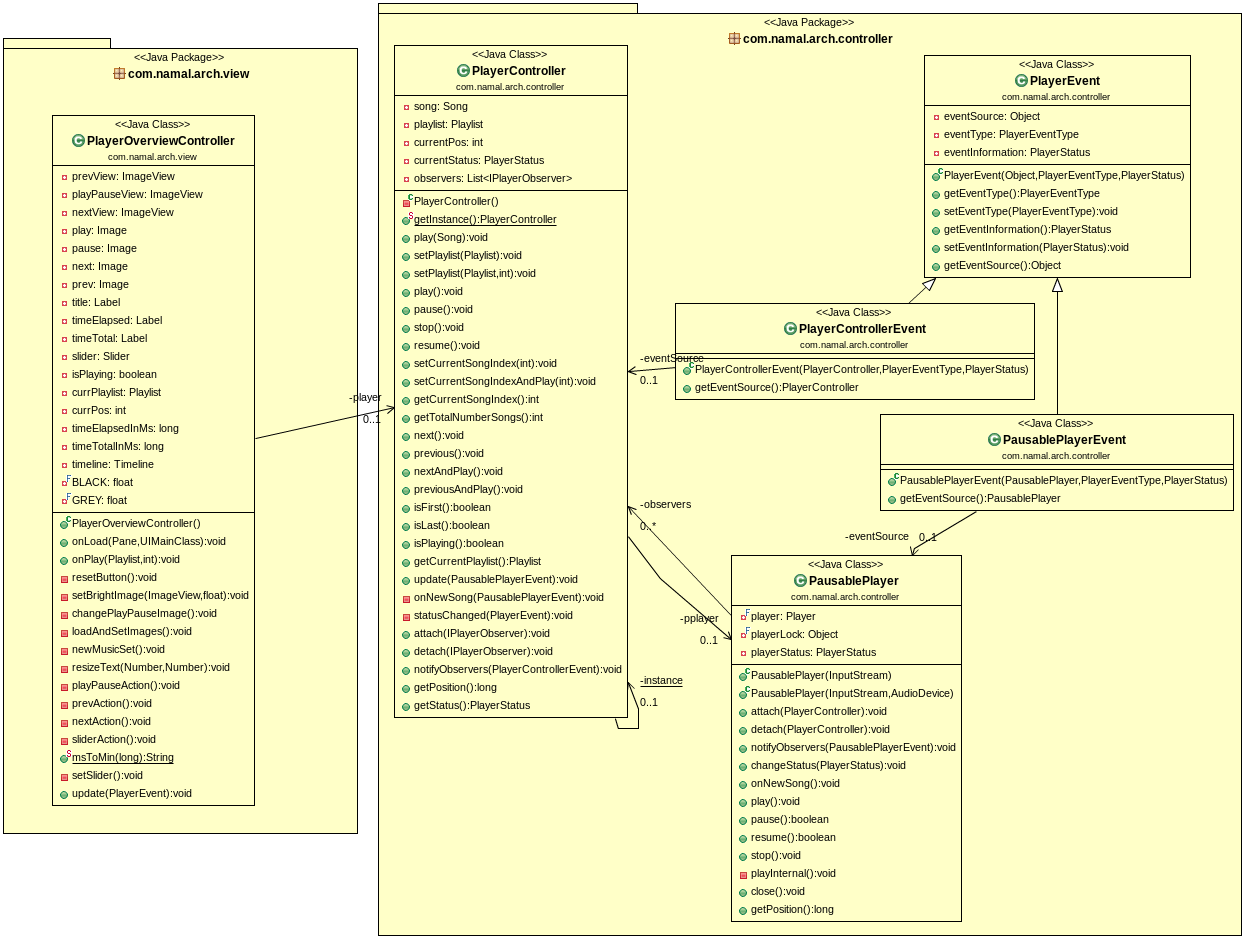 <<Java Package>>
com.namal.arch.view
<<Java Class>>
PlayerOverviewController
com.namal.arch.view
prevView: ImageView
playPauseView: ImageView
nextView: ImageView
play: Image
pause: Image
next: Image
prev: Image
title: Label
timeElapsed: Label
timeTotal: Label
slider: Slider
isPlaying: boolean
currPlaylist: Playlist
currPos: int
timeElapsedInMs: long
timeTotalInMs: long
timeline: Timeline
BLACK: float
GREY: float
PlayerOverviewController()
onLoad(Pane,UIMainClass):void
onPlay(Playlist,int):void
resetButton():void
setBrightImage(ImageView,float):void
changePlayPauseImage():void
loadAndSetImages():void
newMusicSet():void
resizeText(Number,Number):void
playPauseAction():void
prevAction():void
nextAction():void
sliderAction():void
msToMin(long):String
setSlider():void
update(PlayerEvent):void
-player
0..1
<<Java Package>>
com.namal.arch.controller
<<Java Class>>
PlayerController
com.namal.arch.controller
song: Song
playlist: Playlist
currentPos: int
currentStatus: PlayerStatus
observers: List<IPlayerObserver>
PlayerController()
getInstance():PlayerController
play(Song):void
setPlaylist(Playlist):void
setPlaylist(Playlist,int):void
play():void
pause():void
stop():void
resume():void
setCurrentSongIndex(int):void
setCurrentSongIndexAndPlay(int):void
getCurrentSongIndex():int
getTotalNumberSongs():int
next():void
previous():void
nextAndPlay():void
previousAndPlay():void
isFirst():boolean
isLast():boolean
isPlaying():boolean
getCurrentPlaylist():Playlist
update(PausablePlayerEvent):void
onNewSong(PausablePlayerEvent):void
statusChanged(PlayerEvent):void
attach(IPlayerObserver):void
detach(IPlayerObserver):void
notifyObservers(PlayerControllerEvent):void
getPosition():long
getStatus():PlayerStatus
<<Java Class>>
PlayerEvent
com.namal.arch.controller
eventSource: Object
eventType: PlayerEventType
eventInformation: PlayerStatus
PlayerEvent(Object,PlayerEventType,PlayerStatus)
getEventType():PlayerEventType
setEventType(PlayerEventType):void
getEventInformation():PlayerStatus
setEventInformation(PlayerStatus):void
getEventSource():Object
<<Java Class>>
PlayerControllerEvent
com.namal.arch.controller
PlayerControllerEvent(PlayerController,PlayerEventType,PlayerStatus)
getEventSource():PlayerController
-eventSource
0..1
<<Java Class>>
PausablePlayerEvent
com.namal.arch.controller
PausablePlayerEvent(PausablePlayer,PlayerEventType,PlayerStatus)
getEventSource():PausablePlayer
-eventSource
0..1
-observers
0..*
-pplayer
0..1
-instance
0..1
<<Java Class>>
PausablePlayer
com.namal.arch.controller
player: Player
playerLock: Object
playerStatus: PlayerStatus
PausablePlayer(InputStream)
PausablePlayer(InputStream,AudioDevice)
attach(PlayerController):void
detach(PlayerController):void
notifyObservers(PausablePlayerEvent):void
changeStatus(PlayerStatus):void
onNewSong():void
play():void
pause():boolean
resume():boolean
stop():void
playInternal():void
close():void
getPosition():long